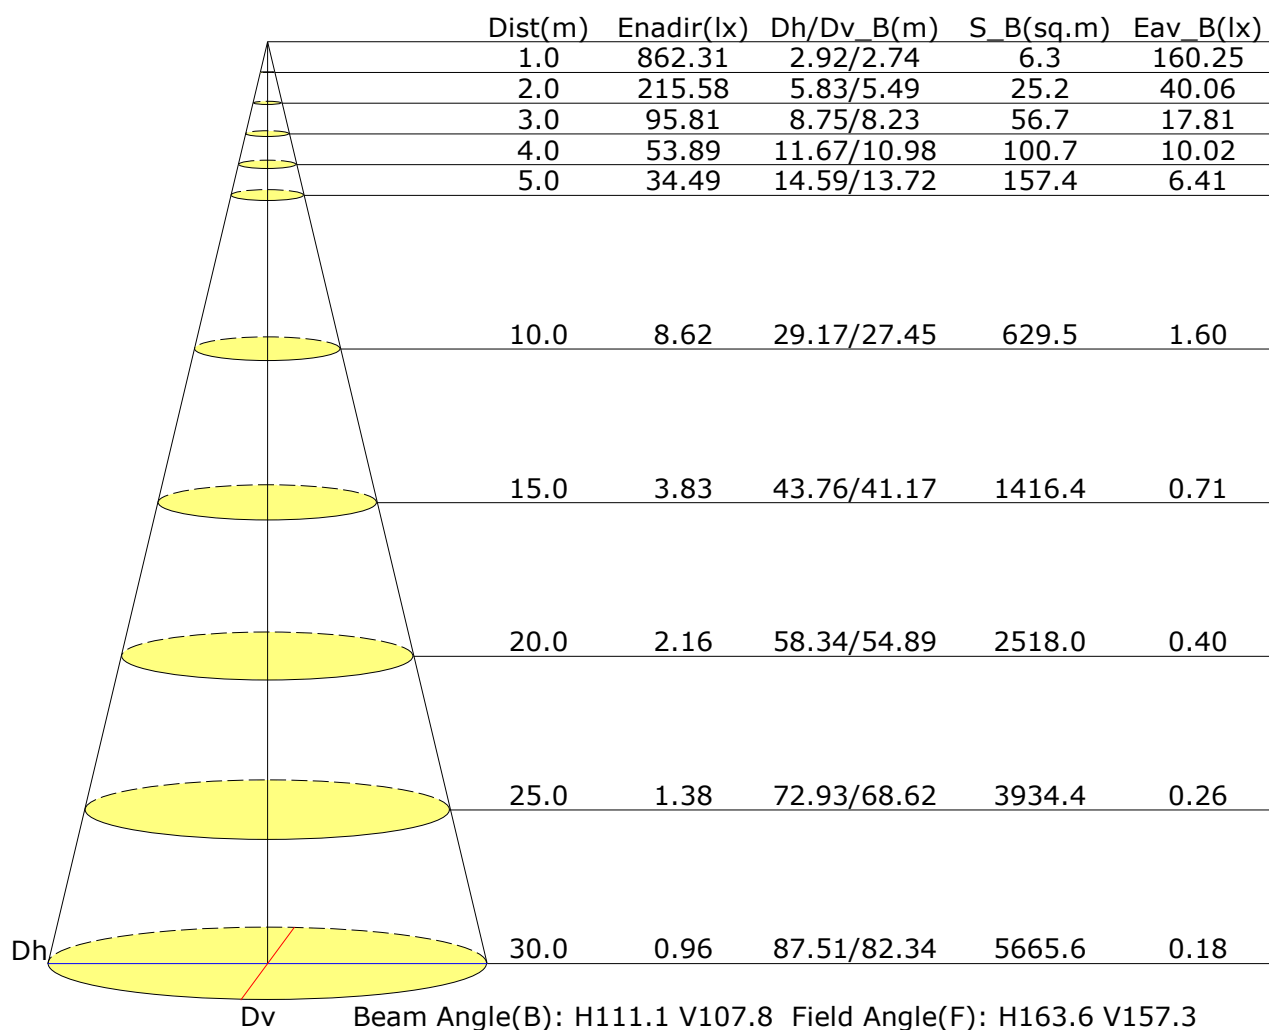 Dist(m) Enadir(lx) Dh/Dv_B(m) S_B(sq.m) Eav_B(lx)
1.0 862.31 2.92/2.74 6.3 160.25
2.0 215.58 5.83/5.49 25.2 40.06
3.0 95.81 8.75/8.23 56.7 17.81
4.0 53.89 11.67/10.98 100.7 10.02
5.0 34.49 14.59/13.72 157.4 6.41
10.0 8.62 29.17/27.45 629.5 1.60
15.0 3.83 43.76/41.17 1416.4 0.71
20.0 2.16 58.34/54.89 2518.0 0.40
25.0 1.38 72.93/68.62 3934.4 0.26
Dh 30.0 0.96 87.51/82.34 5665.6 0.18
Dv Beam Angle(B): H111.1 V107.8 Field Angle(F): H163.6 V157.3